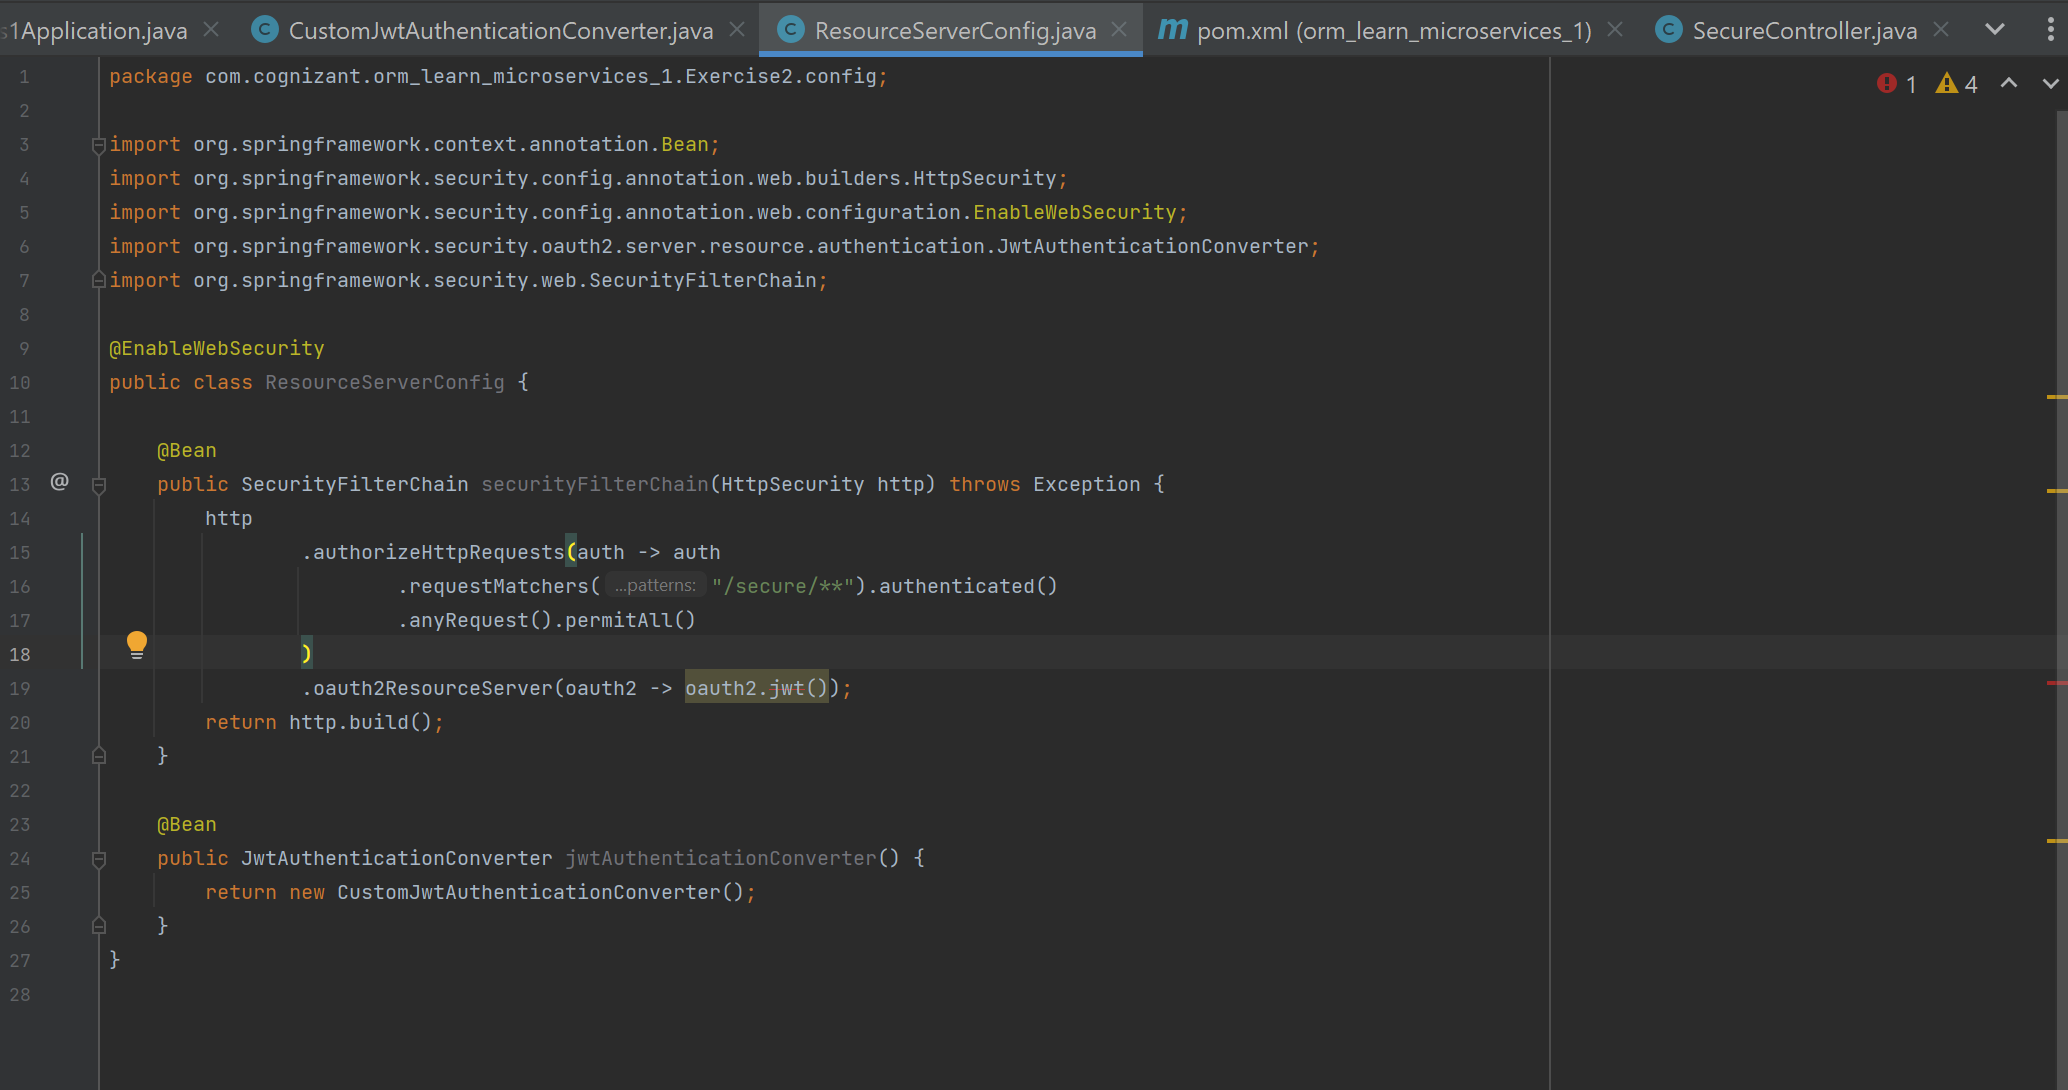 s1Application.java CustomJwtAuthenticationConverter.java ResourceServerConfig.java pom.xml (orm_learn_microservices_1) SecureController.java
1 package com.cognizant.orm_learn_microservices_1.Exercise2.config; 1 4
2
3 import org.springframework.context.annotation.Bean;
4 import org.springframework.security.config.annotation.web.builders.HttpSecurity;
5 import org.springframework.security.config.annotation.web.configuration.EnableWebSecurity;
6 import org.springframework.security.oauth2.server.resource.authentication.JwtAuthenticationConverter;
7 import org.springframework.security.web.SecurityFilterChain;
8
9 @EnableWebSecurity
10 public class ResourceServerConfig {
11
12 @Bean
13 @ public SecurityFilterChain securityFilterChain(HttpSecurity http) throws Exception {
14 http
15 .authorizeHttpRequests(auth -> auth
16 .requestMatchers( ...patterns: "/secure/**").authenticated()
17 .anyRequest().permitAll()
18 )
19 .oauth2ResourceServer(oauth2 -> oauth2.jwt());
20 return http.build();
21 }
22
23 @Bean
24 public JwtAuthenticationConverter jwtAuthenticationConverter() {
25 return new CustomJwtAuthenticationConverter();
26 }
27 }
28